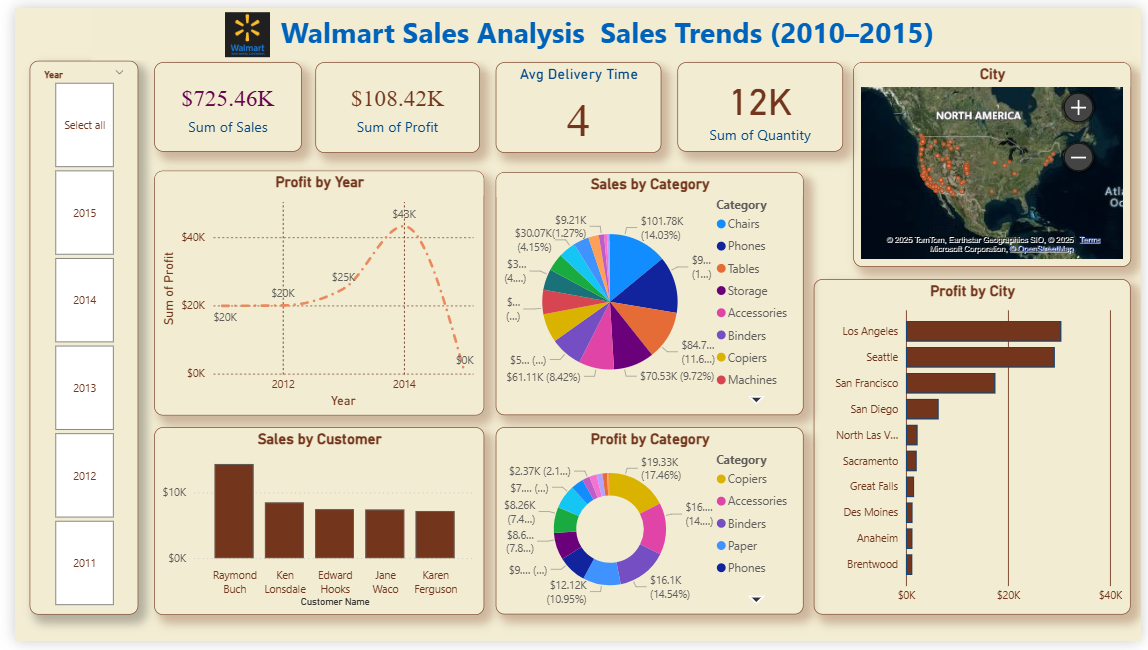 Walmart
Walmart Sales Analysis  Sales Trends (2010–2015)
Year
Select all
2015
2014
2013
2012
2011
$725.46K
Sum of Sales
$108.42K
Sum of Profit
Avg Delivery Time
4
12K
Sum of Quantity
City
NORTH AMERICA
+
−
Atl
Oc
© 2025 TomTom, Earthstar Geographics SIO, © 2025 Terms
Microsoft Corporation, © OpenStreetMap
Profit by Year
Sum of Profit
$40K
$20K
$0K
$20K
$20K
$25K
$43K
$0K
2012
2014
Year
Sales by Category
$9.21K
(1.27%)
$30.07K
(4.15%)
$3...
(4....)
$...
(...)
$5... (...)
$61.11K (8.42%)
$70.53K (9.72%)
$84.7...
(11.6...)
$9...
(1...)
$101.78K
(14.03%)
Category
Chairs
Phones
Tables
Storage
Accessories
Binders
Copiers
Machines
Profit by City
Los Angeles
Seattle
San Francisco
San Diego
North Las V...
Sacramento
Great Falls
Des Moines
Anaheim
Brentwood
$0K
$20K
$40K
Sales by Customer
$10K
$0K
Raymond
Buch
Ken
Lonsdale
Edward
Hooks
Jane
Waco
Karen
Ferguson
Customer Name
Profit by Category
$2.37K (2.1...)
$7.... (...)
$8.26K
(7.4...)
$8.6...
(7.8...)
$9.... (...)
$12.12K
(10.95%)
$16.1K
(14.54%)
$16....
(14....)
$19.33K
(17.46%)
Category
Copiers
Accessories
Binders
Paper
Phones